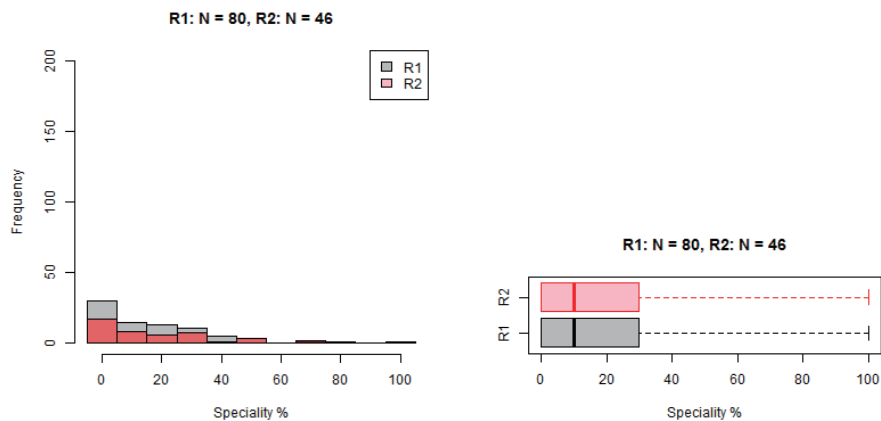 R1: N = 80, R2: N = 46
R1
R2
Frequency
200
150
100
50
0
0 20 40 60 80 100
Speciality %
R1: N = 80, R2: N = 46
R2
R1
0 20 40 60 80 100
Speciality %